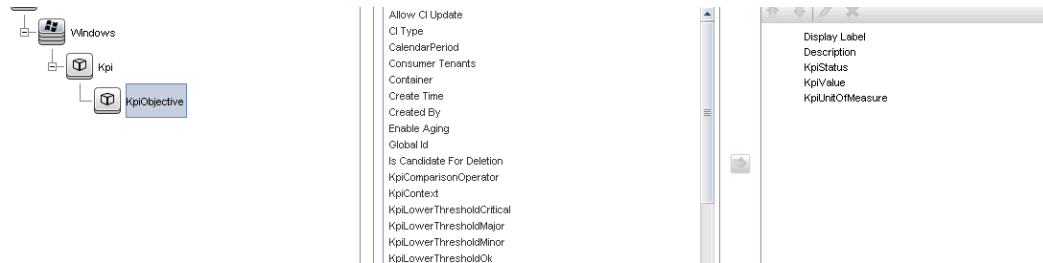 Windows
Kpi
KpiObjective
Allow CI Update
CI Type
CalendarPeriod
Consumer Tenants
Container
Create Time
Created By
Enable Aging
Global Id
Is Candidate For Deletion
KpiComparisonOperator
KpiContext
KpiLowerThresholdCritical
KpiLowerThresholdMajor
KpiLowerThresholdMinor
KpiLowerThresholdOk
Display Label
Description
KpiStatus
KpiValue
KpiUnitOfMeasure